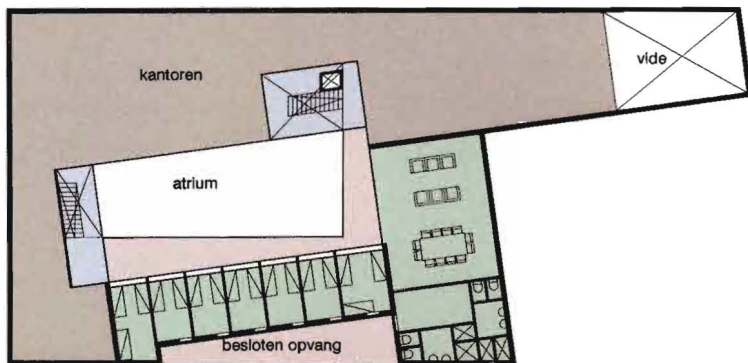 kantoren
vide
atrium
besloten opvang